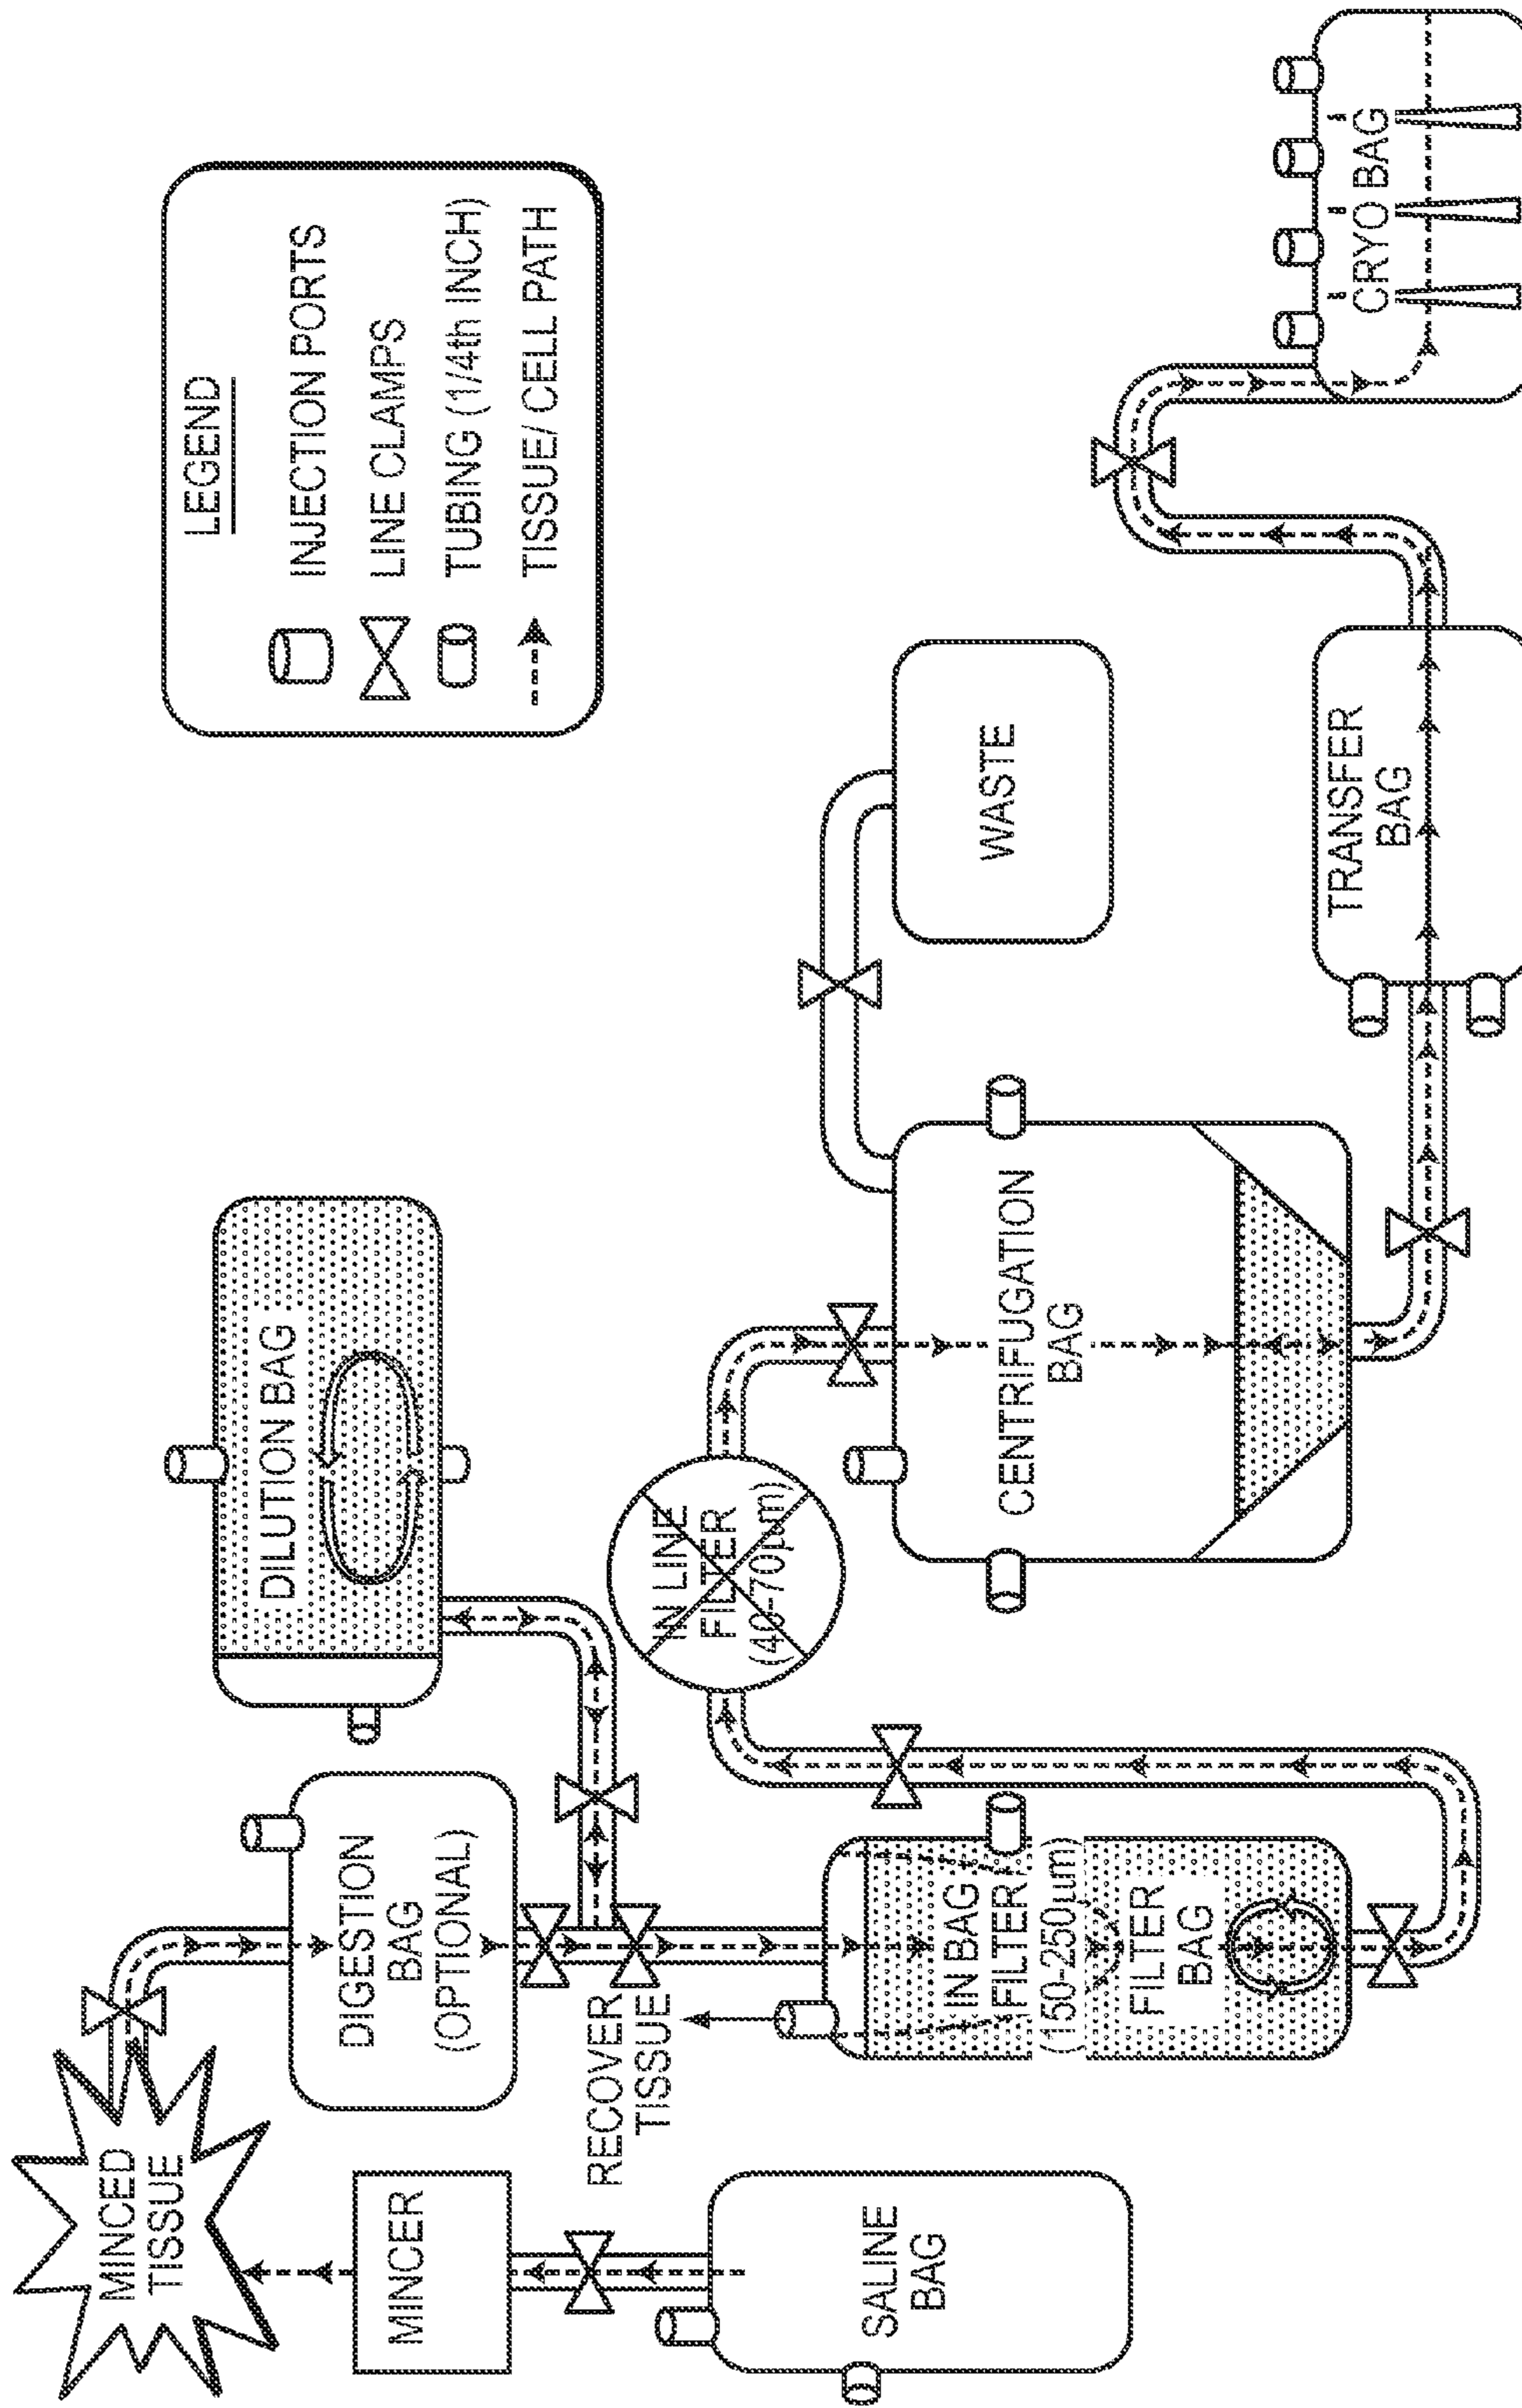 MINCED
TISSUE
MINCER
SALINE
BAG
DIGESTION
BAG
(OPTIONAL)
RECOVER
TISSUE
IN BAG
FILTER
(150-250μm)
FILTER
BAG
DILUTION BAG
IN LINE
FILTER
(40-70μm)
CENTRIFUGATION
BAG
WASTE
TRANSFER
BAG
CRYO BAG
LEGEND
INJECTION PORTS
LINE CLAMPS
TUBING (1/4th INCH)
TISSUE/ CELL PATH